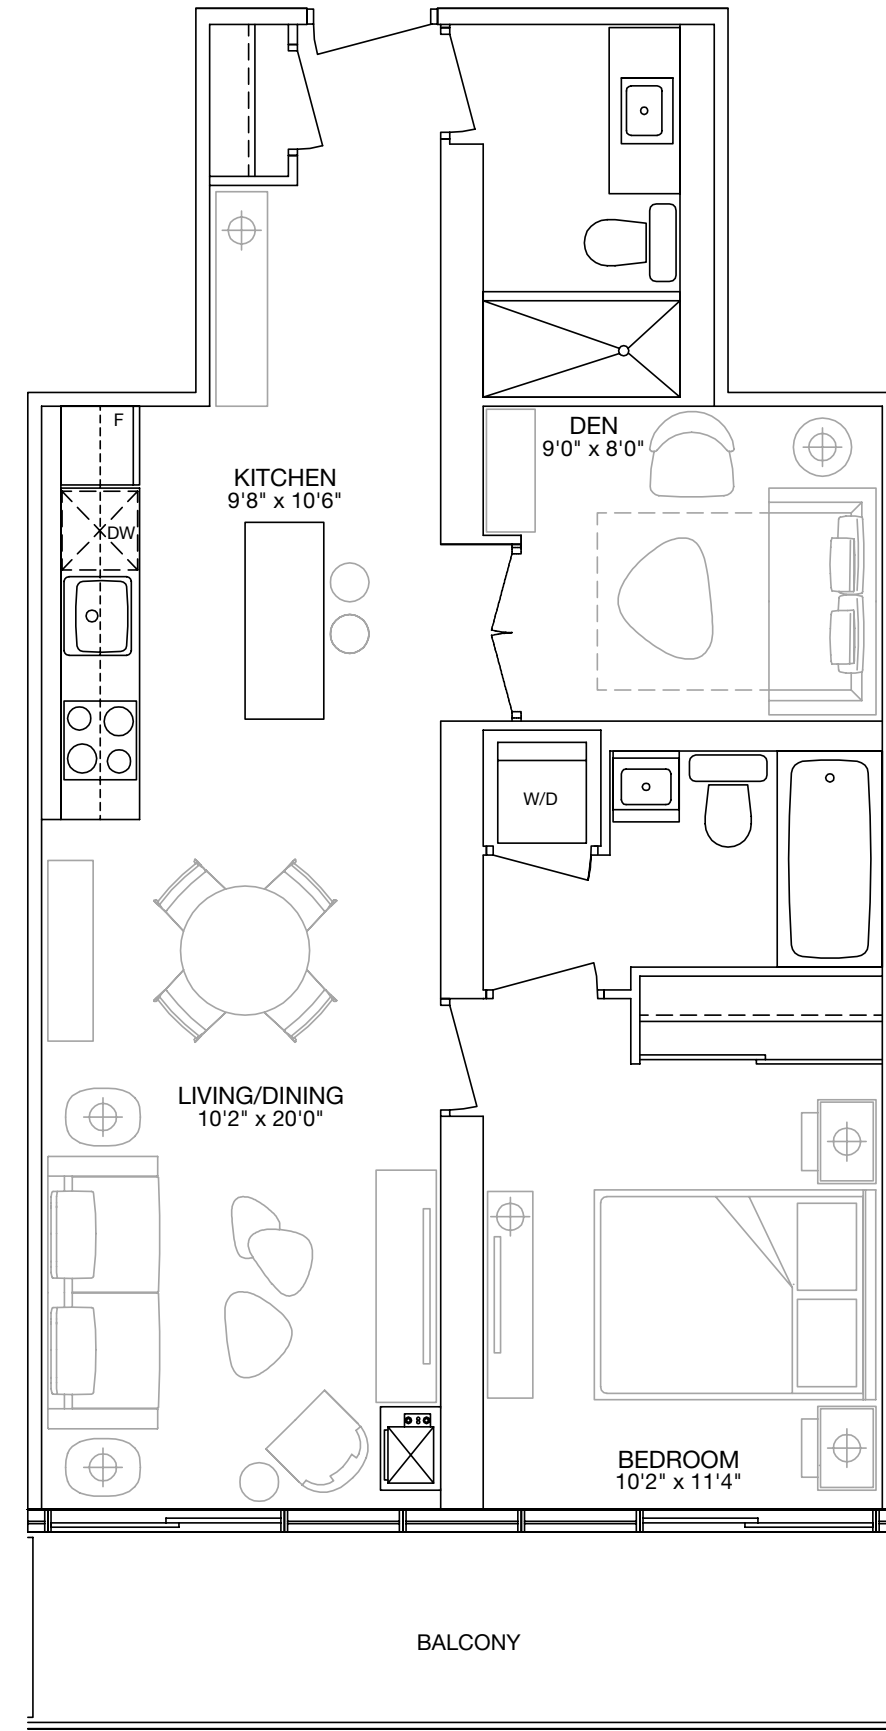 F
DEN
9'0" x 8'0"
KITCHEN
9'8" x 10'6"
DW
W/D
LIVING/DINING
10'2" x 20'0"
BEDROOM
10'2" x 11'4"
BALCONY